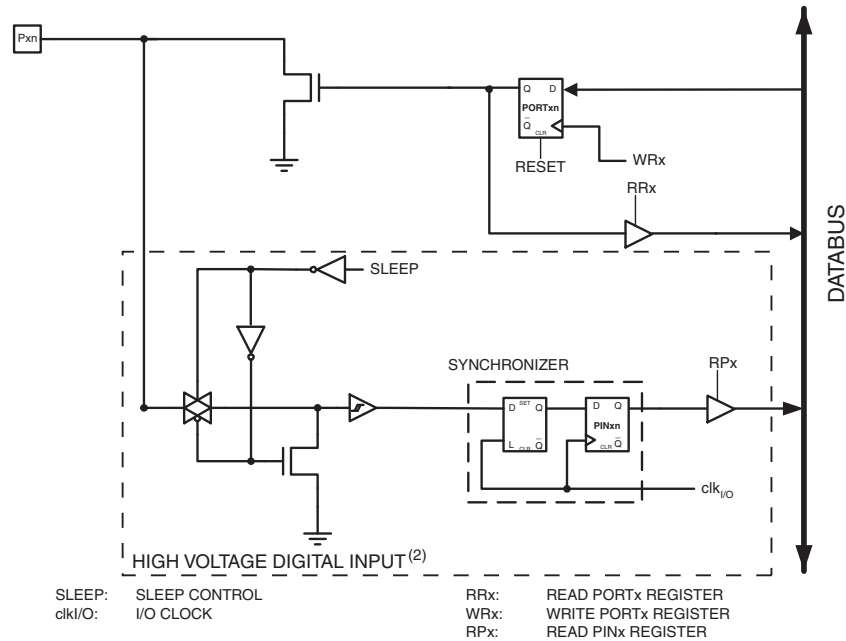 Pxn
Q D
PORTxn
Q
CLR
RESET
WRx
RRx
DATABUS
SLEEP
SYNCHRONIZER
RPx
D SET Q
L CLR Q
D Q
PINxn
CLR Q
clkI/O
HIGH VOLTAGE DIGITAL INPUT(2)
SLEEP: SLEEP CONTROL
clkI/O: I/O CLOCK
RRx: READ PORTx REGISTER
WRx: WRITE PORTx REGISTER
RPx: READ PINx REGISTER